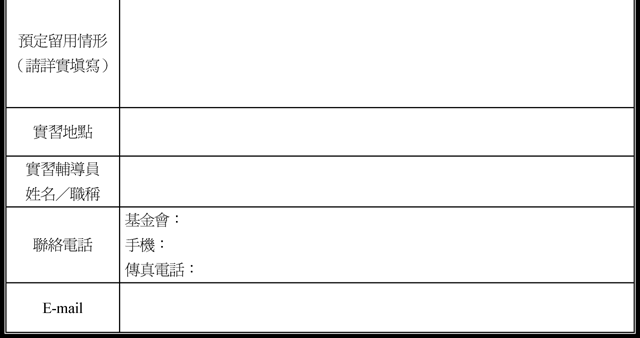 預定留用情形
（請詳實填寫）
實習地點
實習輔導員
姓名／職稱
聯絡電話
基金會：
手機：
傳真電話：
E-mail